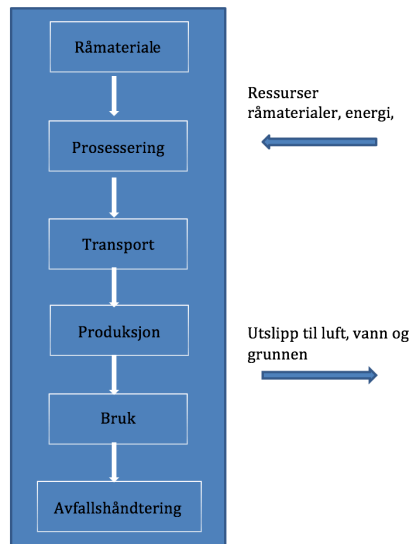 Råmateriale
Prosessering
Transport
Produksjon
Bruk
Avfallshåndtering
Ressurser
råmaterialer, energi,
Utslipp til luft, vann og
grunnen